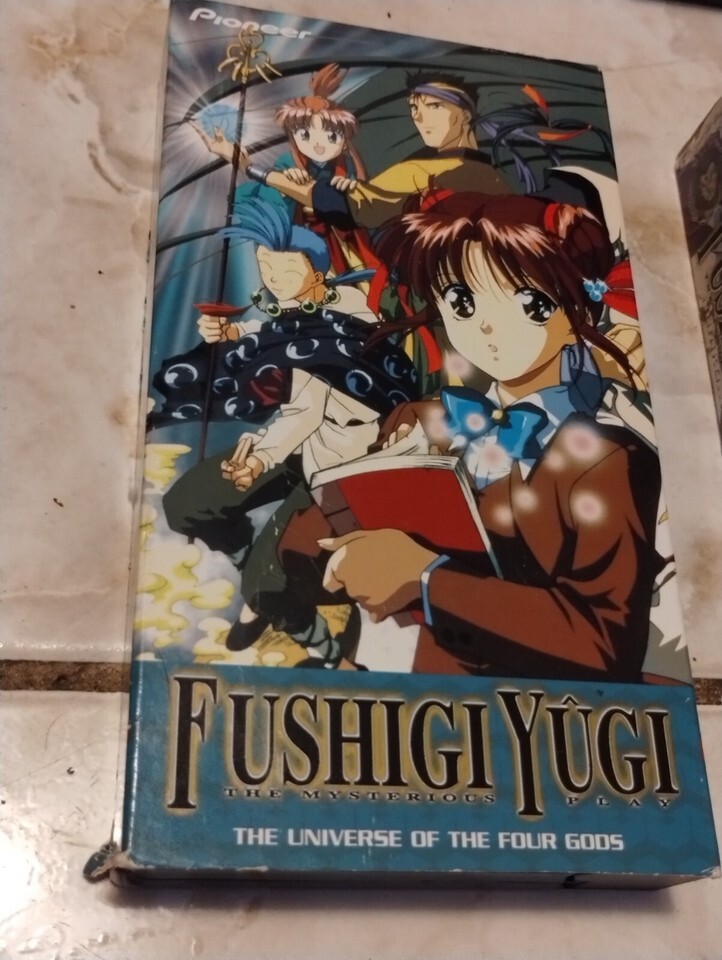 Pioneer
FUSHIGI YÛGI
THE MYSTERIOUS PLAY
THE UNIVERSE OF THE FOUR GODS